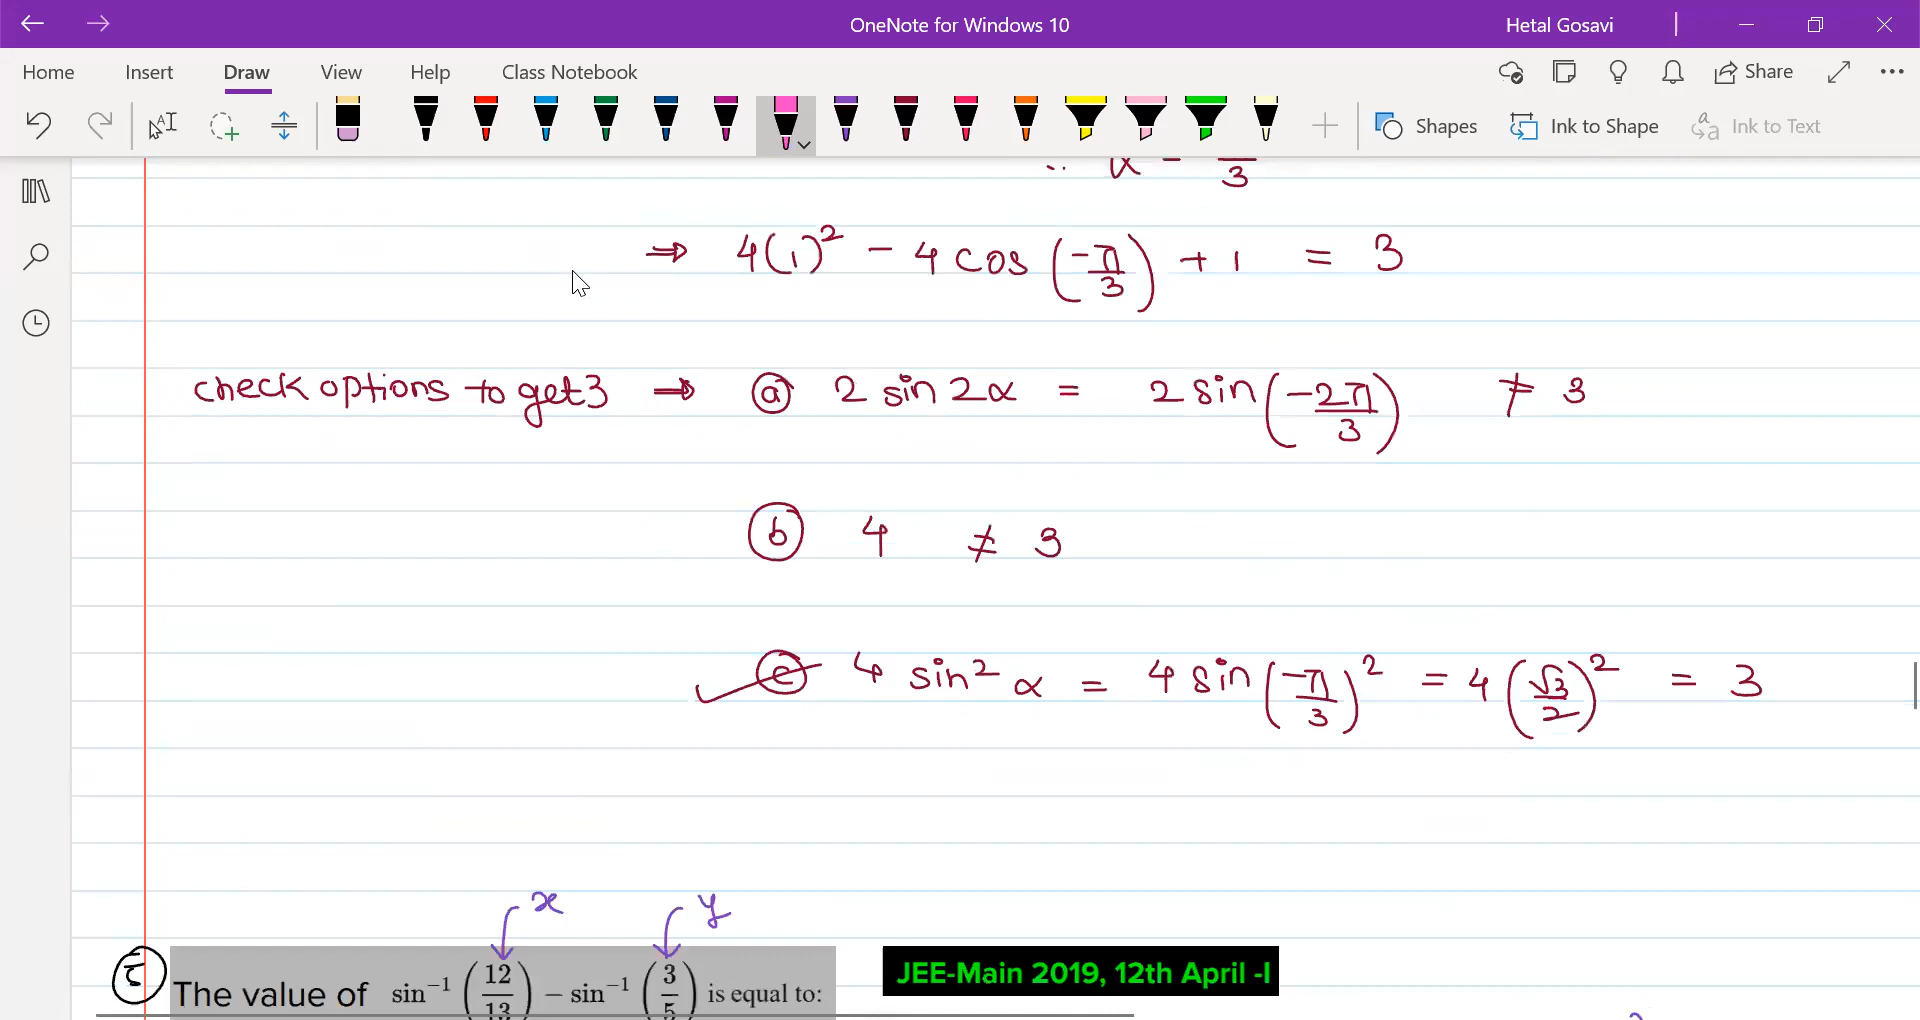 OneNote for Windows 10
Hetal Gosavi
Home Insert Draw View Help Class Notebook
Share
Shapes Ink to Shape Ink to Text
3
⇒ 4(1)² - 4 cos (-π/3) + 1 = 3
check options to get 3 ⇒ ⓐ 2 sin 2α = 2 sin (-2π/3) ≠ 3
ⓑ 4 ≠ 3
ⓒ 4 sin² α = 4 sin (-π/3)² = 4 (√3/2)² = 3
x y
⑤ The value of sin⁻¹ (12/13) − sin⁻¹ (3/5) is equal to:
JEE-Main 2019, 12th April -I